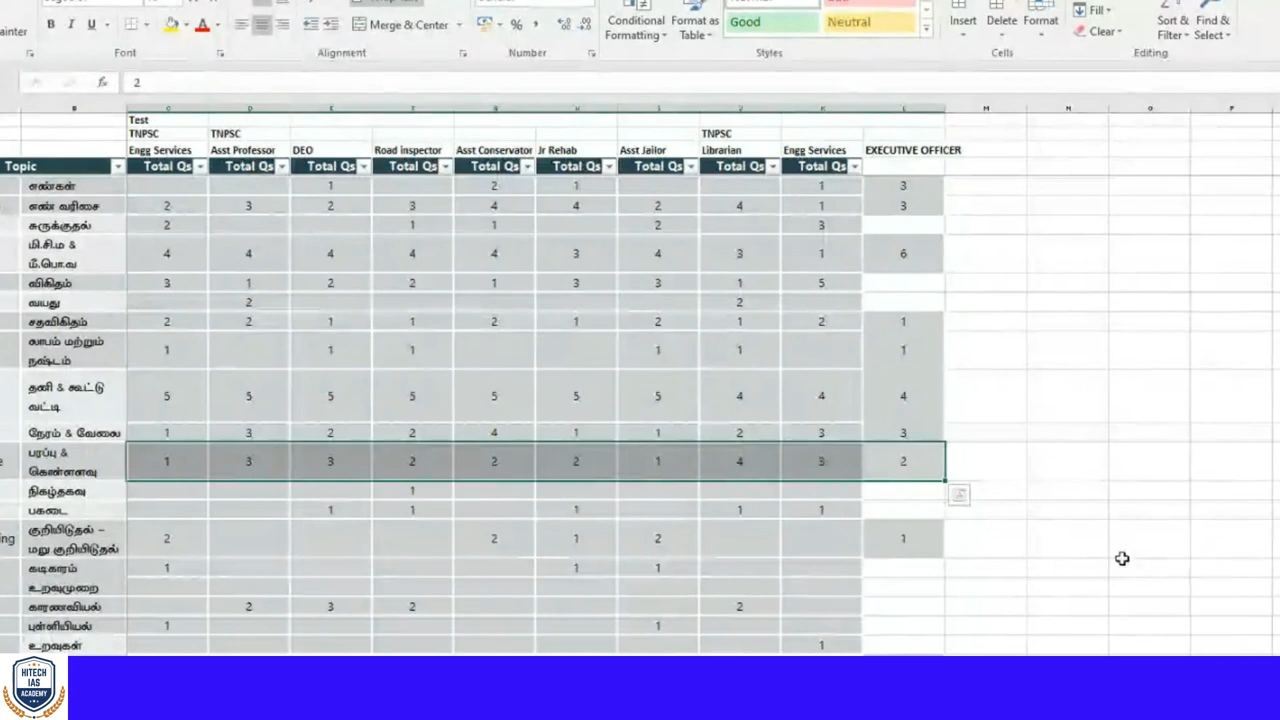 ainter
B I U
Merge & Center
% ,
Conditional Format as
Formatting Table
Good
Neutral
Insert Delete Format
Fill
Clear
Sort & Find &
Filter Select
Font
Alignment
Number
Styles
Cells
Editing
fx 2
Test
TNPSC TNPSC TNPSC
Engg Services Asst Professor DEO Road inspector Asst Conservator Jr Rehab Asst Jailor Librarian Engg Services EXECUTIVE OFFICER
Topic Total Qs Total Qs Total Qs Total Qs Total Qs Total Qs Total Qs Total Qs Total Qs
எண்கள் 1 2 1 1 3
எண் வரிசை 2 3 2 3 4 4 2 4 1 3
சுருக்குதல் 2 1 1 2 3
மி.சி.ம &
மீ.பொ.வ 4 4 4 4 4 3 4 3 1 6
விகிதம் 3 1 2 2 1 3 3 1 5
வயது 2 2
சதவிகிதம் 2 2 1 1 2 1 2 1 2 1
லாபம் மற்றும்
நஷ்டம் 1 1 1 1 1 1
தனி & கூட்டு
வட்டி 5 5 5 5 5 5 5 4 4 4
நேரம் & வேலை 1 3 2 2 4 1 1 2 3 3
e பரப்பு &
கொள்ளளவு 1 3 3 2 2 2 1 4 3 2
நிகழ்தகவு 1
பகடை 1 1 1 1 1
ing குறியிடுதல் –
மறு குறியிடுதல் 2 2 1 2 1
கடிகாரம் 1 1 1
உறவுமுறை
காரணவியல் 2 3 2 2
புள்ளியியல் 1 1
உறவுகள் 1
HITECH
IAS
ACADEMY